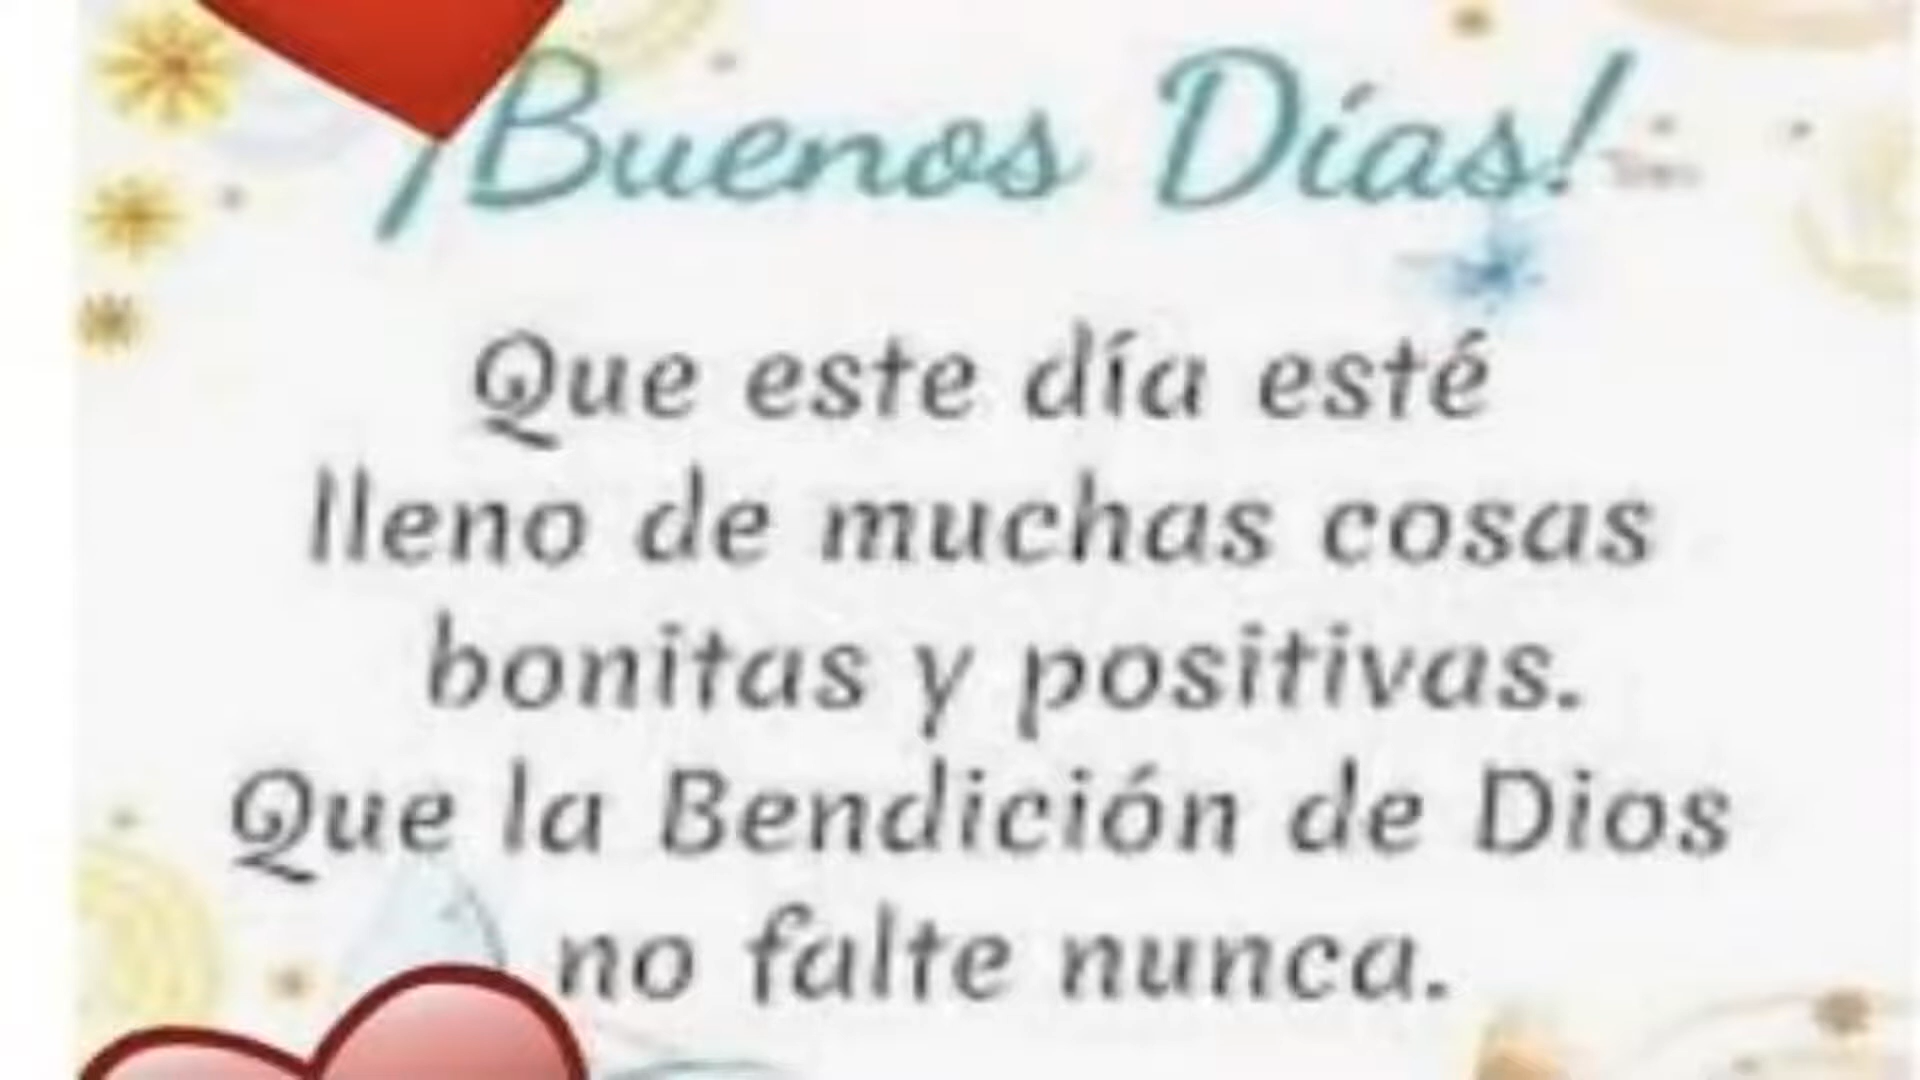 ¡Buenos Días!
Que este día esté
lleno de muchas cosas
bonitas y positivas.
Que la Bendición de Dios
no falte nunca.